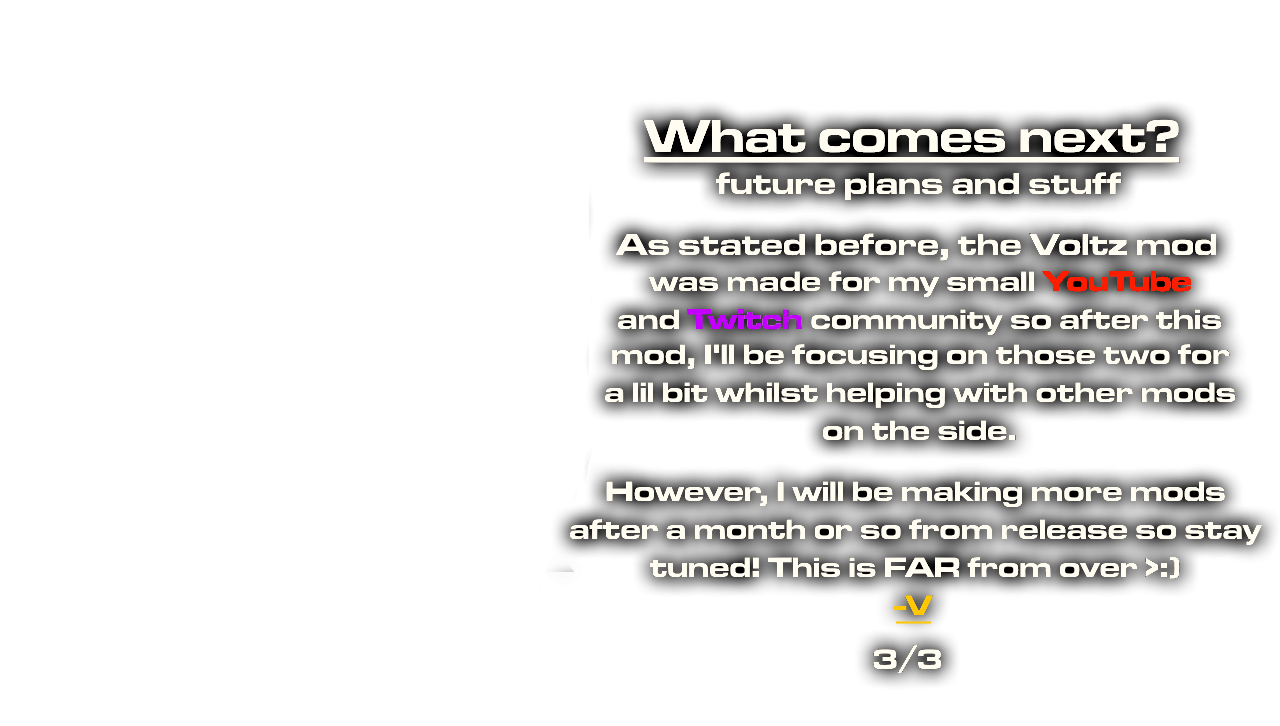 What comes next?
future plans and stuff
As stated before, the Voltz mod
was made for my small YouTube
and Twitch community so after this
mod, I'll be focusing on those two for
a lil bit whilst helping with other mods
on the side.
However, I will be making more mods
after a month or so from release so stay
tuned! This is FAR from over >:)
-V
3/3